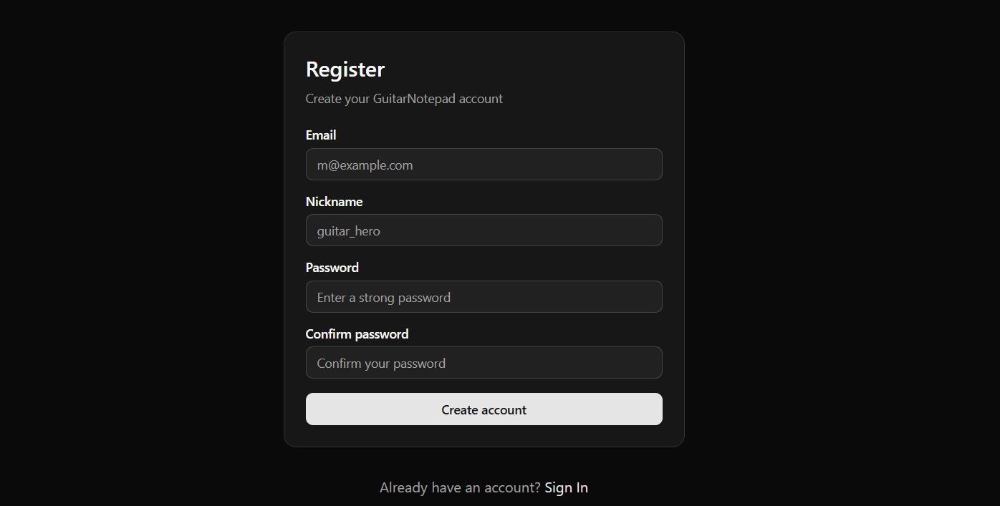 Register
Create your GuitarNotepad account
Email
m@example.com
Nickname
guitar_hero
Password
Enter a strong password
Confirm password
Confirm your password
Create account
Already have an account? Sign In